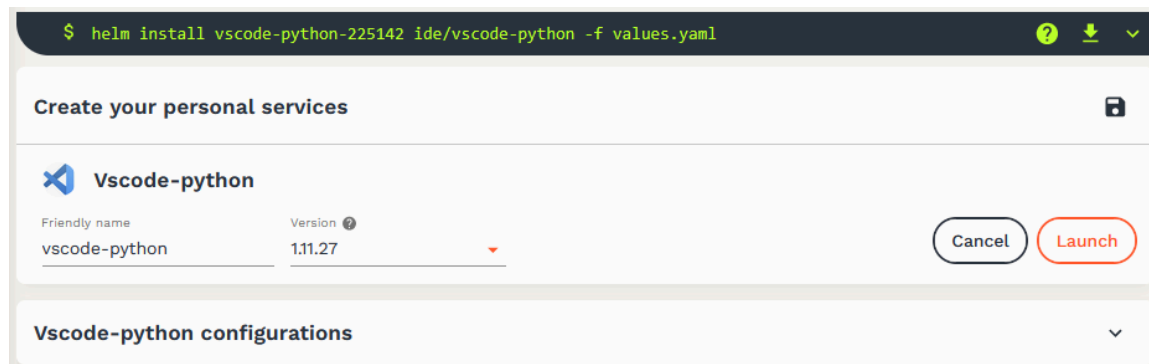 $ helm install vscode-python-225142 ide/vscode-python -f values.yaml
Create your personal services
Vscode-python
Friendly name
vscode-python
Version
1.11.27
Cancel
Launch
Vscode-python configurations